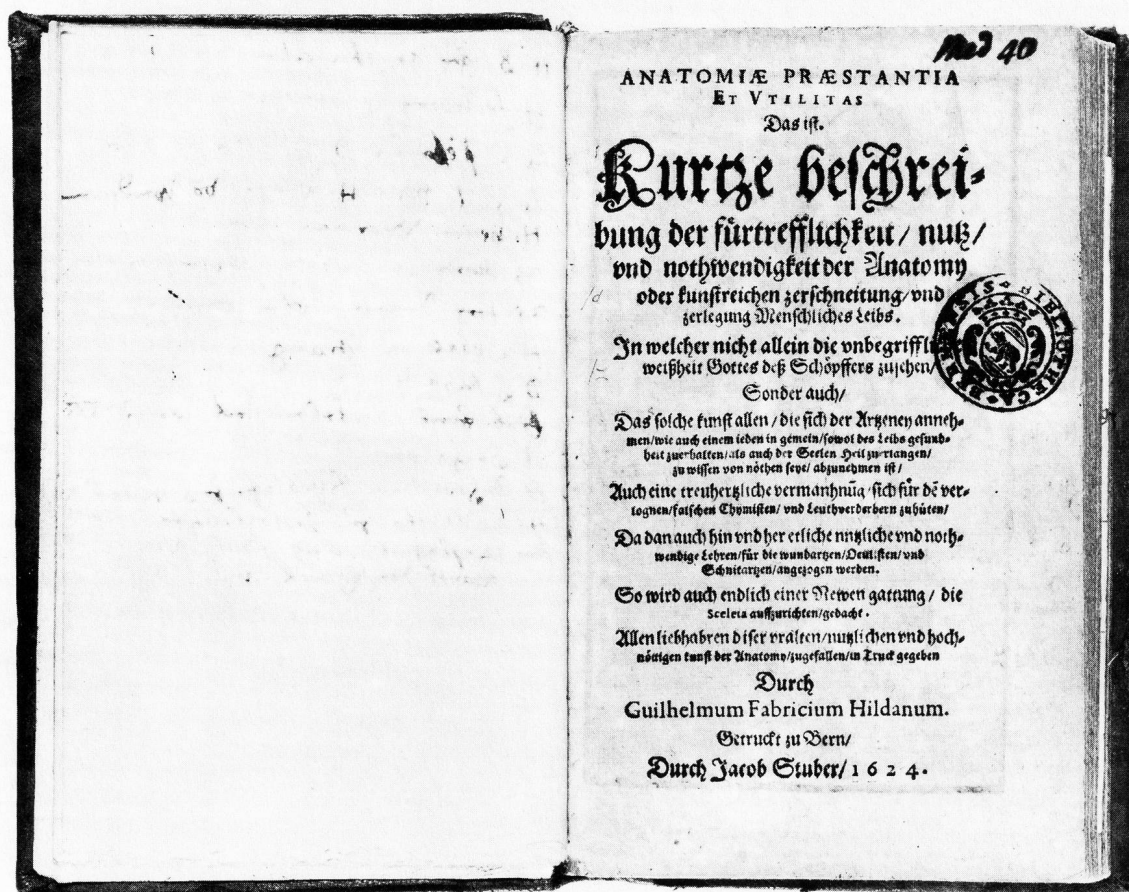 Med 40
ANATOMIÆ PRÆSTANTIA
ET VTILITAS
Das ist.
Kurtze beschrei-
bung der fürtrefflichkeit / nutz /
vnd nothwendigkeit der Anatomy
oder kunstreichen zerschneitung / vnd
zerlegung Menschliches Leibs.
In welcher nicht allein die vnbegriffli
weißheit Gottes deß Schöpffers zusehen /
Sonder auch /
Das solche kunst allen / die sich der Artzeney anneh-
men / wie auch einem ieden in gemein / sowol des Leibs gesund-
heit zuerhalten / als auch der Seelen Heil zuerlangen /
zu wissen von nöthen seye / abzunehmen ist /
Auch eine treuhertzliche vermanhnūg sich für dē ver-
lognen / falschen Chymisten / vnd Leuthverderbern zuhüten /
Da dan auch hin vnd her etliche nutzliche vnd noth-
wendige Lehren / für die wundartzen / Oculisten / vnd
Schnitartzen / angezogen werden.
So wird auch endlich einer Newen gattung / die
Sceleta auffzurichten / gedacht.
Allen liebhabren diser vralten / nutzlichen vnd hoch-
nöttigen kunst der Anatomy / zugefallen / in Truck gegeben
Durch
Guilhelmum Fabricium Hildanum.
Getruckt zu Bern /
Durch Jacob Stuber / 1624.
BIBLIOTHECA BERNENSIS